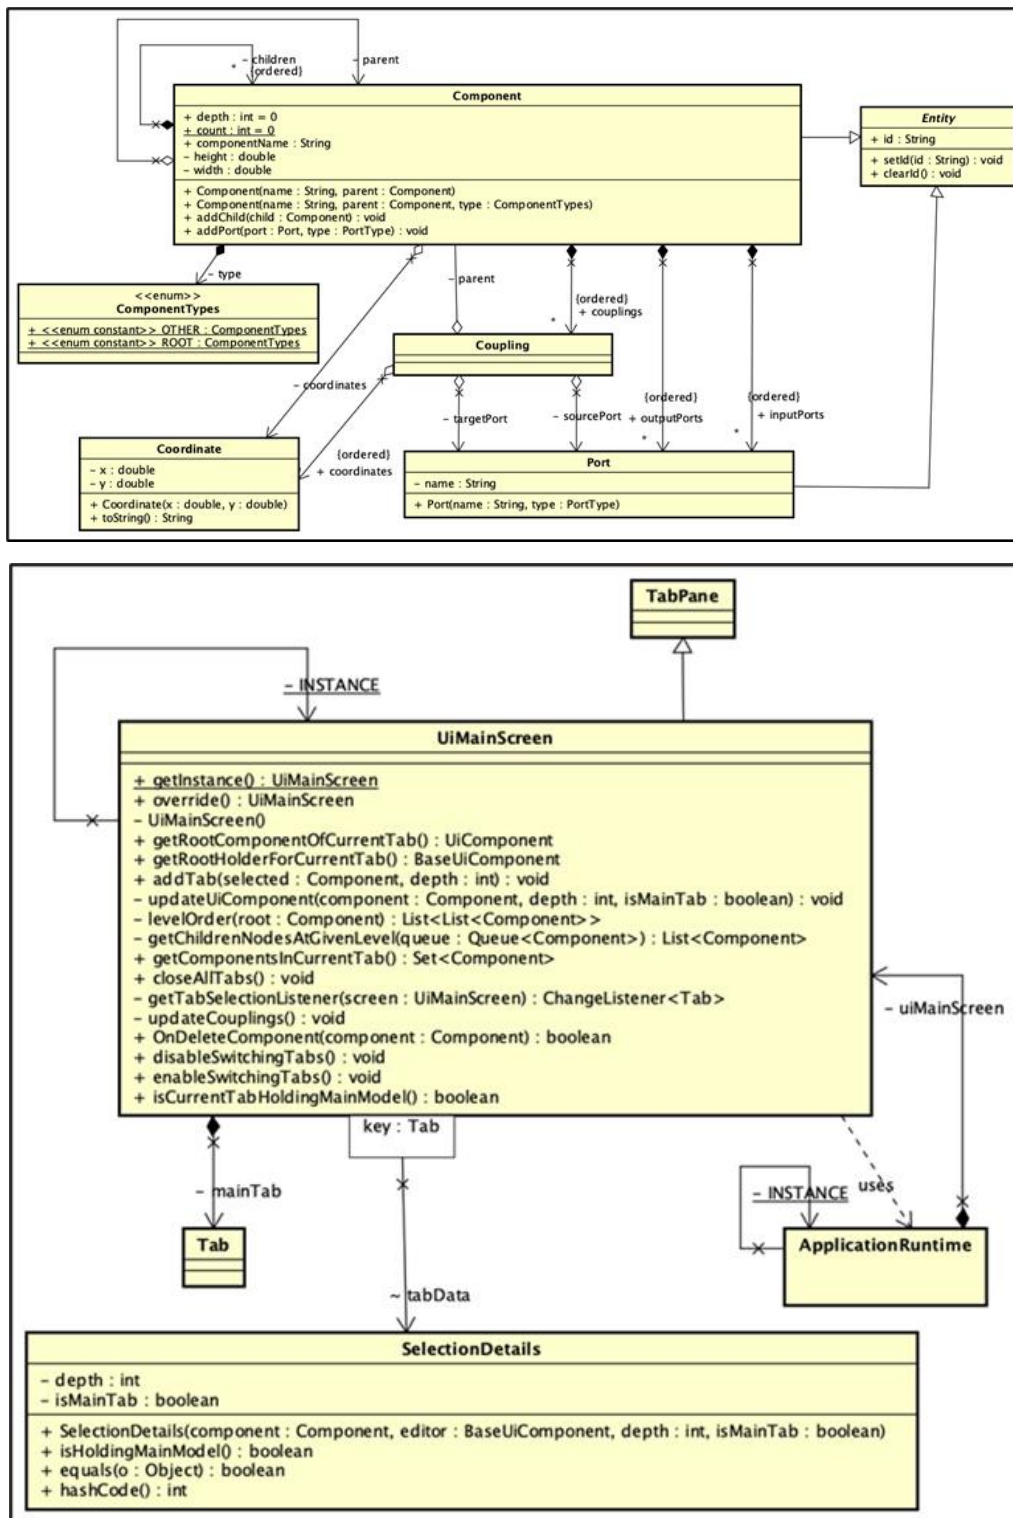 - children
*
{ordered}
- parent
Component
+ depth : int = 0
+ count : int = 0
+ componentName : String
- height : double
- width : double
+ Component(name : String, parent : Component)
+ Component(name : String, parent : Component, type : ComponentTypes)
+ addChild(child : Component) : void
+ addPort(port : Port, type : PortType) : void
Entity
+ id : String
+ setId(id : String) : void
+ clearId() : void
- type
- parent
<<enum>>
ComponentTypes
+ <<enum constant>> OTHER : ComponentTypes
+ <<enum constant>> ROOT : ComponentTypes
{ordered}
+ couplings
*
Coupling
- coordinates
- targetPort
- sourcePort
{ordered}
+ outputPorts
*
{ordered}
+ inputPorts
*
{ordered}
+ coordinates
Coordinate
- x : double
- y : double
+ Coordinate(x : double, y : double)
+ toString() : String
Port
- name : String
+ Port(name : String, type : PortType)
TabPane
- INSTANCE
UiMainScreen
+ getInstance() : UiMainScreen
+ override() : UiMainScreen
- UiMainScreen()
+ getRootComponentOfCurrentTab() : UiComponent
+ getRootHolderForCurrentTab() : BaseUiComponent
+ addTab(selected : Component, depth : int) : void
- updateUiComponent(component : Component, depth : int, isMainTab : boolean) : void
- levelOrder(root : Component) : List<List<Component>>
- getChildrenNodesAtGivenLevel(queue : Queue<Component>) : List<Component>
+ getComponentsInCurrentTab() : Set<Component>
+ closeAllTabs() : void
- getTabSelectionListener(screen : UiMainScreen) : ChangeListener<Tab>
- updateCouplings() : void
+ OnDeleteComponent(component : Component) : boolean
+ disableSwitchingTabs() : void
+ enableSwitchingTabs() : void
+ isCurrentTabHoldingMainModel() : boolean
- uiMainScreen
key : Tab
- mainTab
uses
- INSTANCE
Tab
ApplicationRuntime
~ tabData
SelectionDetails
- depth : int
- isMainTab : boolean
+ SelectionDetails(component : Component, editor : BaseUiComponent, depth : int, isMainTab : boolean)
+ isHoldingMainModel() : boolean
+ equals(o : Object) : boolean
+ hashCode() : int